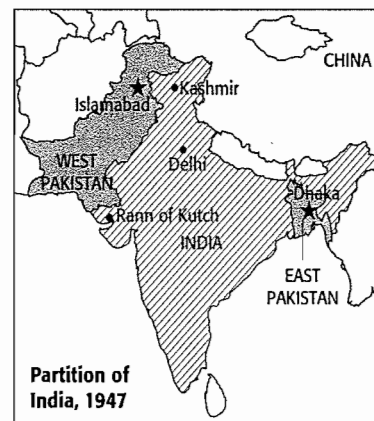 CHINA
Kashmir
Islamabad
WEST
PAKISTAN
Delhi
Dhaka
Rann of Kutch
INDIA
EAST
PAKISTAN
Partition of
India, 1947